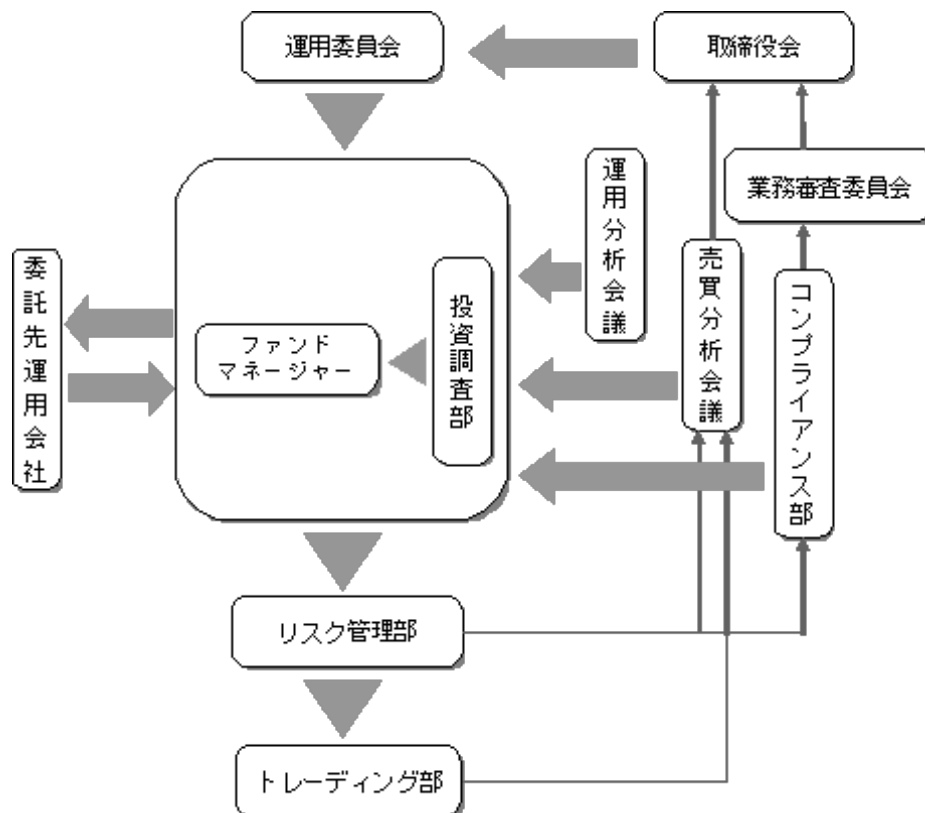 運用委員会
取締役会
運用分析会議
業務審査委員会
委託先運用会社
投資調査部
売買分析会議
コンプライアンス部
ファンド
マネージャー
リスク管理部
トレーディング部